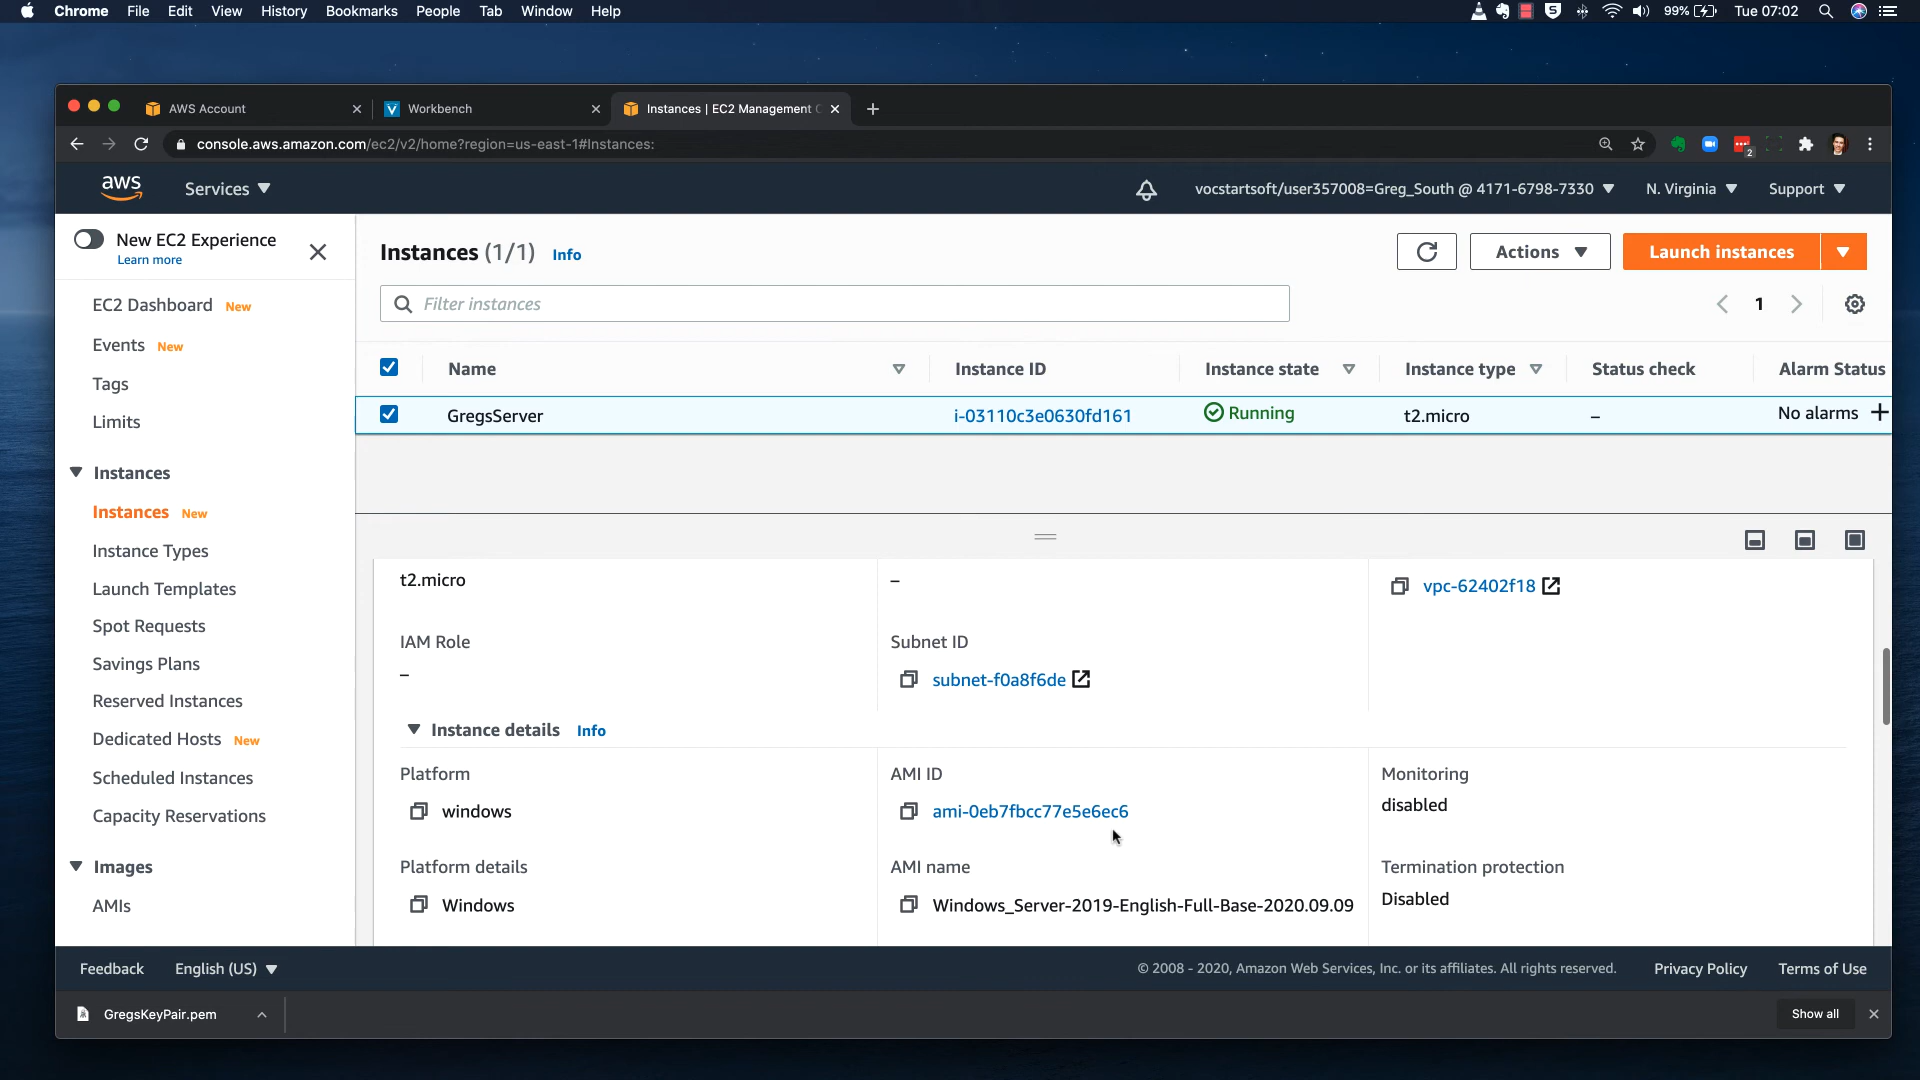 Chrome File Edit View History Bookmarks People Tab Window Help
99% Tue 07:02
AWS Account
Workbench
Instances | EC2 Management C
console.aws.amazon.com/ec2/v2/home?region=us-east-1#Instances:
2
aws
Services
vocstartsoft/user357008=Greg_South @ 4171-6798-7330
N. Virginia
Support
New EC2 Experience
Learn more
EC2 Dashboard New
Events New
Tags
Limits
Instances
Instances New
Instance Types
Launch Templates
Spot Requests
Savings Plans
Reserved Instances
Dedicated Hosts New
Scheduled Instances
Capacity Reservations
Images
AMIs
Instances (1/1) Info
Actions
Launch instances
Filter instances
1
Name Instance ID Instance state Instance type Status check Alarm Status
GregsServer i-03110c3e0630fd161 Running t2.micro – No alarms +
t2.micro
–
vpc-62402f18
IAM Role
–
Subnet ID
subnet-f0a8f6de
Instance details Info
Platform
windows
AMI ID
ami-0eb7fbcc77e5e6ec6
Monitoring
disabled
Platform details
Windows
AMI name
Windows_Server-2019-English-Full-Base-2020.09.09
Termination protection
Disabled
Feedback English (US)
© 2008 - 2020, Amazon Web Services, Inc. or its affiliates. All rights reserved. Privacy Policy Terms of Use
GregsKeyPair.pem
Show all